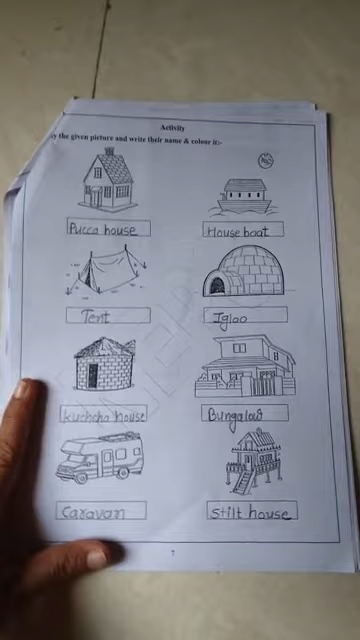 Activity
y the given picture and write their name & colour it:-
Pucca house
House boat
Tent
Igloo
kuchcha house
Bungalow
Caravan
Stilt house